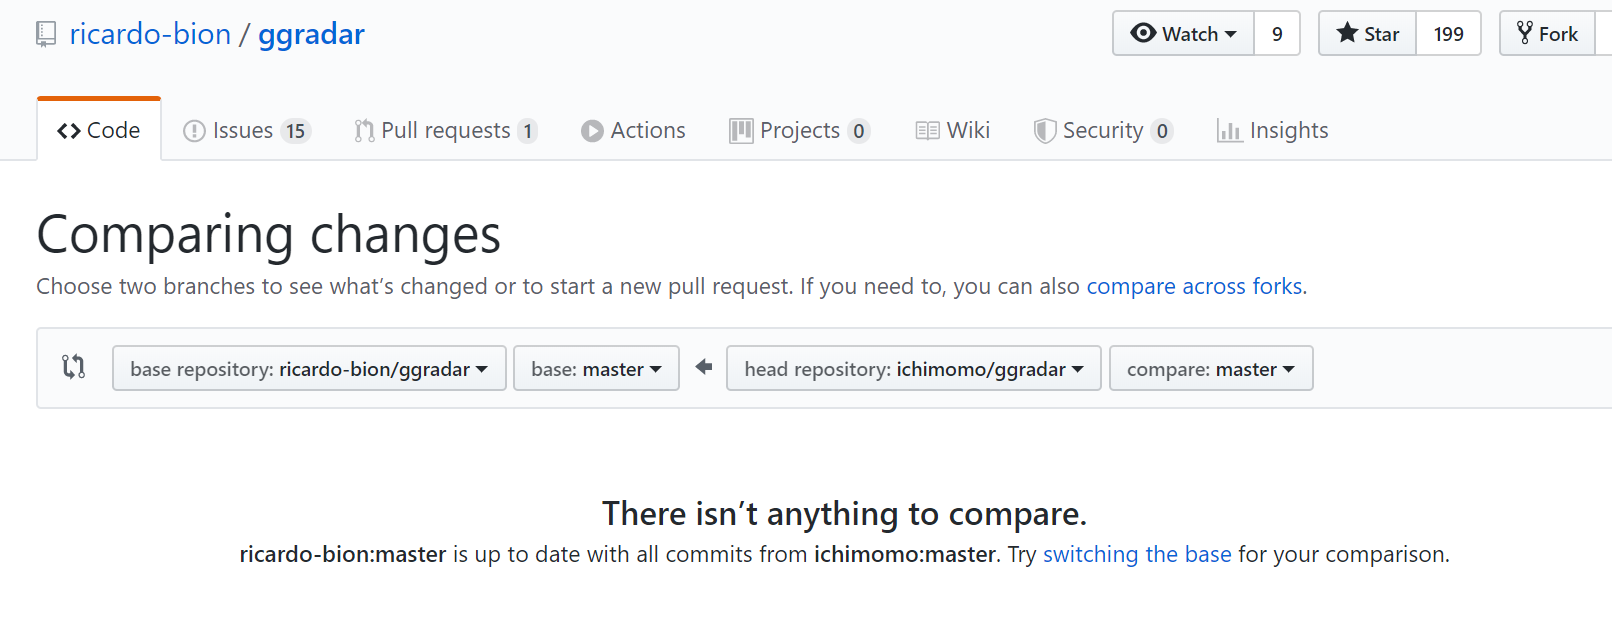 ricardo-bion / ggradar
Watch 9 Star 199 Fork
Code Issues 15 Pull requests 1 Actions Projects 0 Wiki Security 0 Insights
Comparing changes
Choose two branches to see what’s changed or to start a new pull request. If you need to, you can also compare across forks.
base repository: ricardo-bion/ggradar base: master head repository: ichimomo/ggradar compare: master
There isn’t anything to compare.
ricardo-bion:master is up to date with all commits from ichimomo:master. Try switching the base for your comparison.